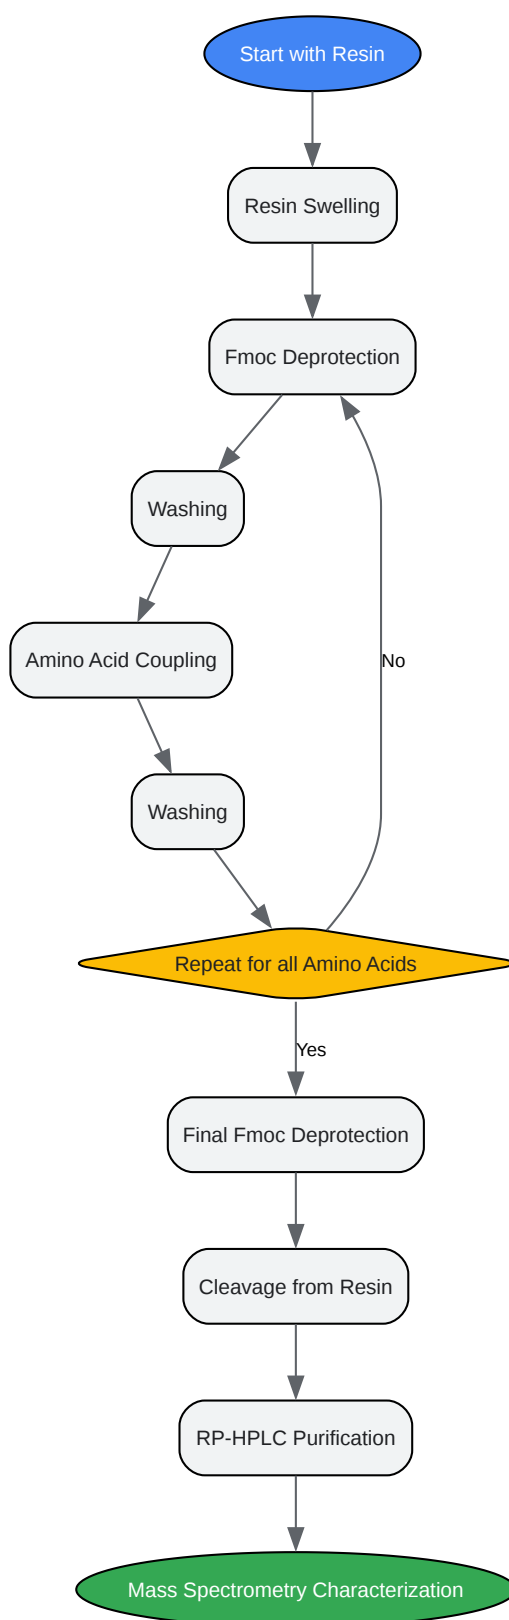 Start with Resin
Resin Swelling
Fmoc Deprotection
Washing
Amino Acid Coupling
No
Washing
Repeat for all Amino Acids
Yes
Final Fmoc Deprotection
Cleavage from Resin
RP-HPLC Purification
Mass Spectrometry Characterization